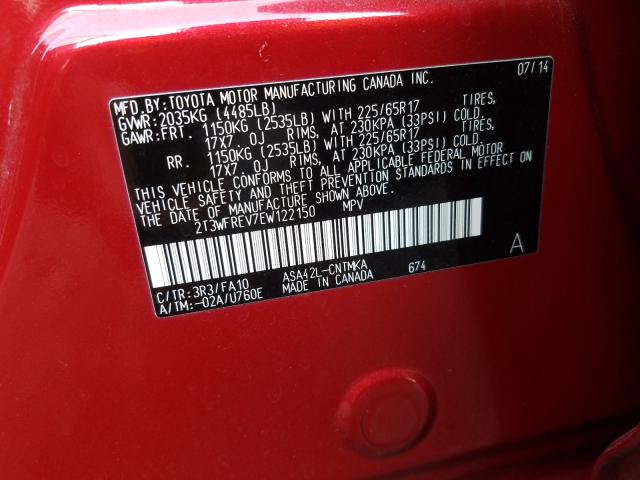 MFD.BY:TOYOTA MOTOR MANUFACTURING CANADA INC. 07/14
GVWR:2035KG (4485LB)
GAWR:FRT. 1150KG (2535LB) WITH 225/65R17 TIRES,
17X7 0J RIMS, AT 230KPA (33PSI) COLD.
RR. 1150KG (2535LB) WITH 225/65R17 TIRES,
17X7 0J RIMS, AT 230KPA (33PSI) COLD.
THIS VEHICLE CONFORMS TO ALL APPLICABLE FEDERAL MOTOR
VEHICLE SAFETY AND THEFT PREVENTION STANDARDS IN EFFECT ON
THE DATE OF MANUFACTURE SHOWN ABOVE.
2T3WFREV7EW122150 MPV
A
C/TR:3R3/FA10 ASA42L-CNTMKA 674
A/TM:-02A/U760E MADE IN CANADA